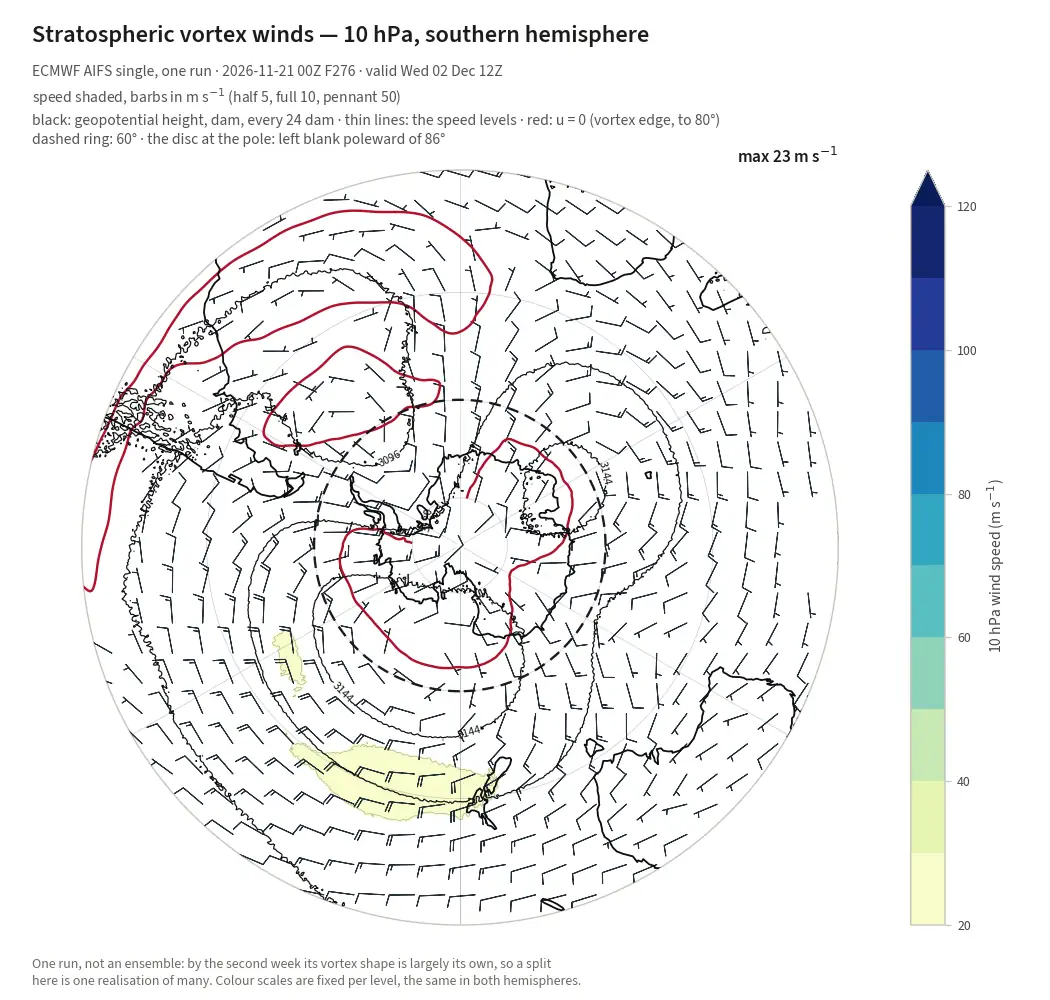 Stratospheric vortex winds — 10 hPa, southern hemisphere
ECMWF AIFS single, one run · 2026-11-21 00Z F276 · valid Wed 02 Dec 12Z
speed shaded, barbs in m s⁻¹ (half 5, full 10, pennant 50)
black: geopotential height, dam, every 24 dam · thin lines: the speed levels · red: u = 0 (vortex edge, to 80°)
dashed ring: 60° · the disc at the pole: left blank poleward of 86°
max 23 m s⁻¹
120
100
80
60
40
20
10 hPa wind speed (m s⁻¹)
3096
3144
3144
3144
One run, not an ensemble: by the second week its vortex shape is largely its own, so a split
here is one realisation of many. Colour scales are fixed per level, the same in both hemispheres.